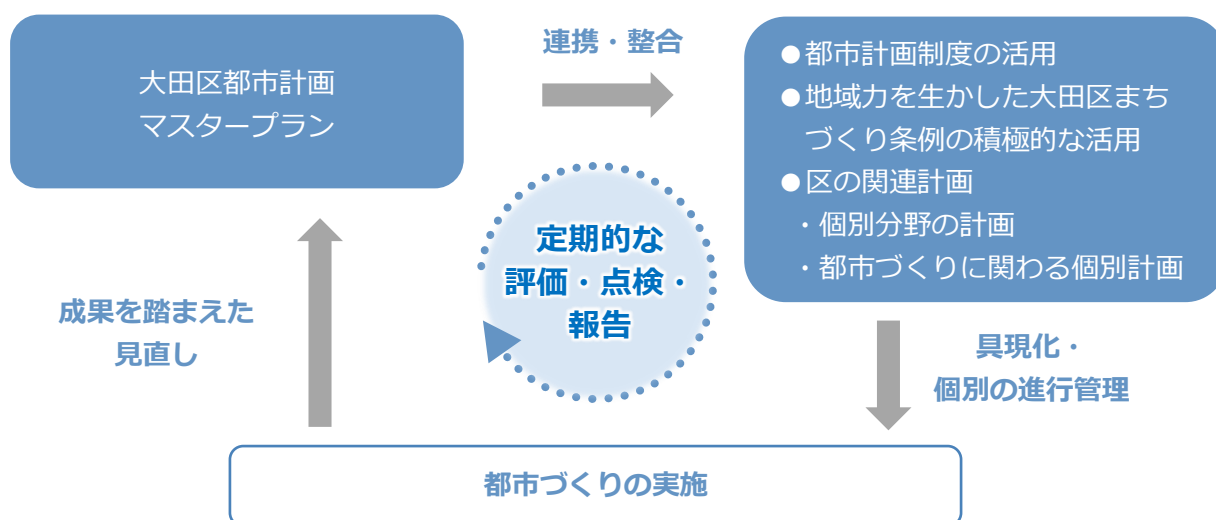 大田区都市計画
マスタープラン
連携・整合
●都市計画制度の活用
●地域力を生かした大田区まち
づくり条例の積極的な活用
●区の関連計画
・個別分野の計画
・都市づくりに関わる個別計画
定期的な
評価・点検・
報告
成果を踏まえた
見直し
具現化・
個別の進行管理
都市づくりの実施